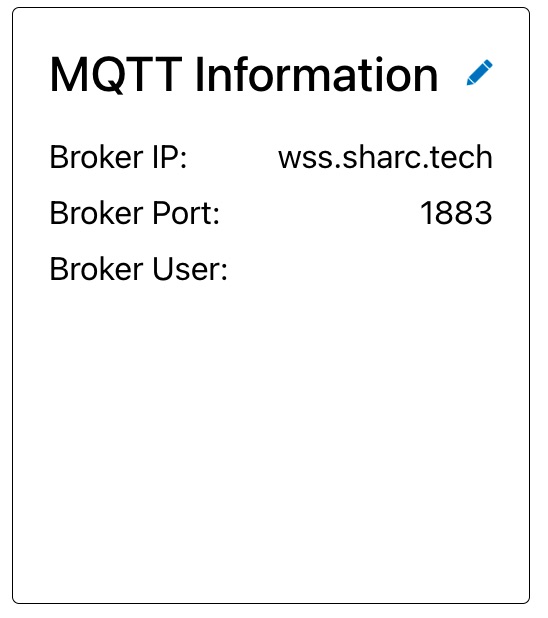 MQTT Information
Broker IP: wss.sharc.tech
Broker Port: 1883
Broker User: